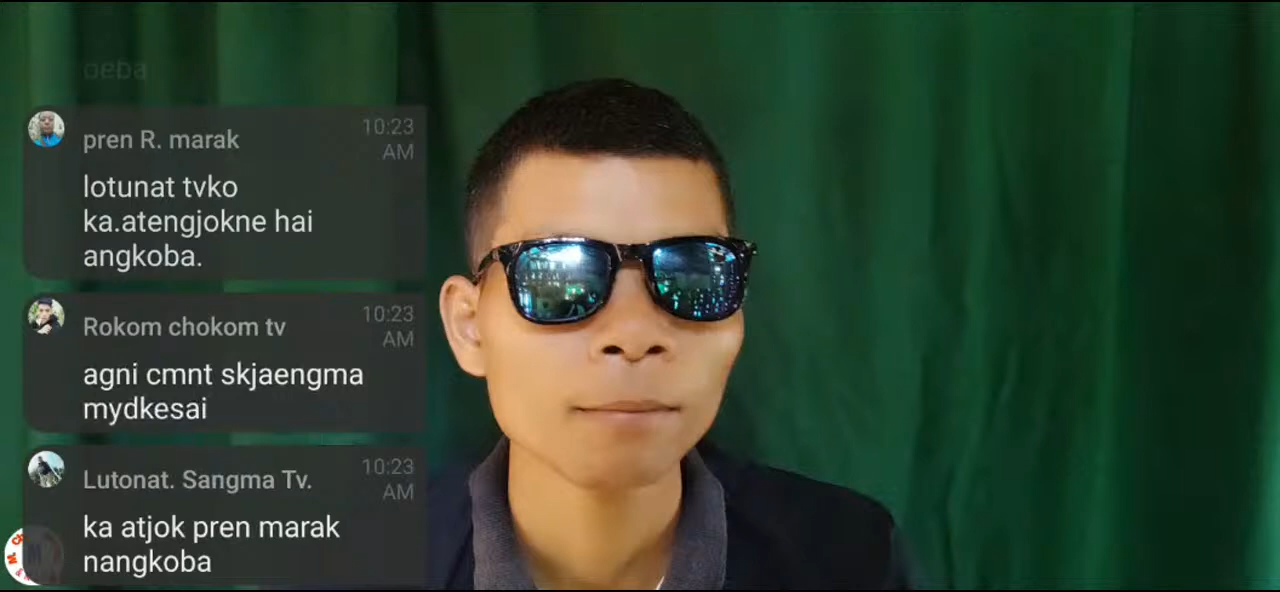 pren R. marak
10:23
AM
lotunat tvko
ka.atengjokne hai
angkoba.
Rokom chokom tv
10:23
AM
agni cmnt skjaengma
mydkesai
Lutonat. Sangma Tv.
10:23
AM
ka atjok pren marak
nangkoba